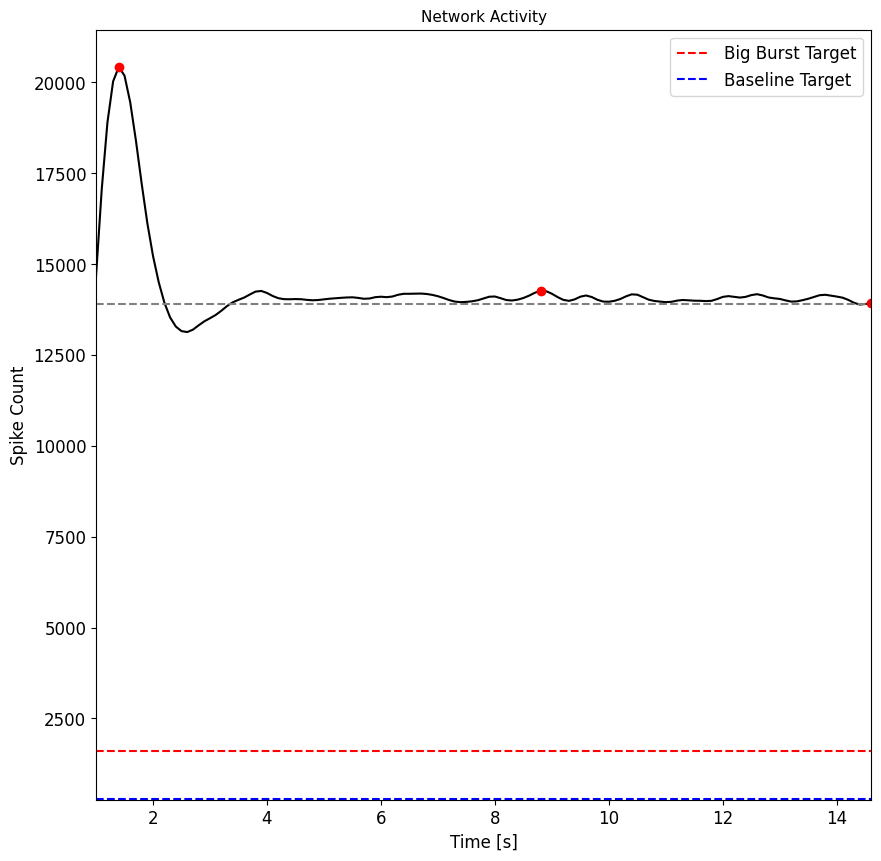 Network Activity
Big Burst Target
Baseline Target
20000
17500
15000
12500
10000
7500
5000
2500
Spike Count
2 4 6 8 10 12 14
Time [s]